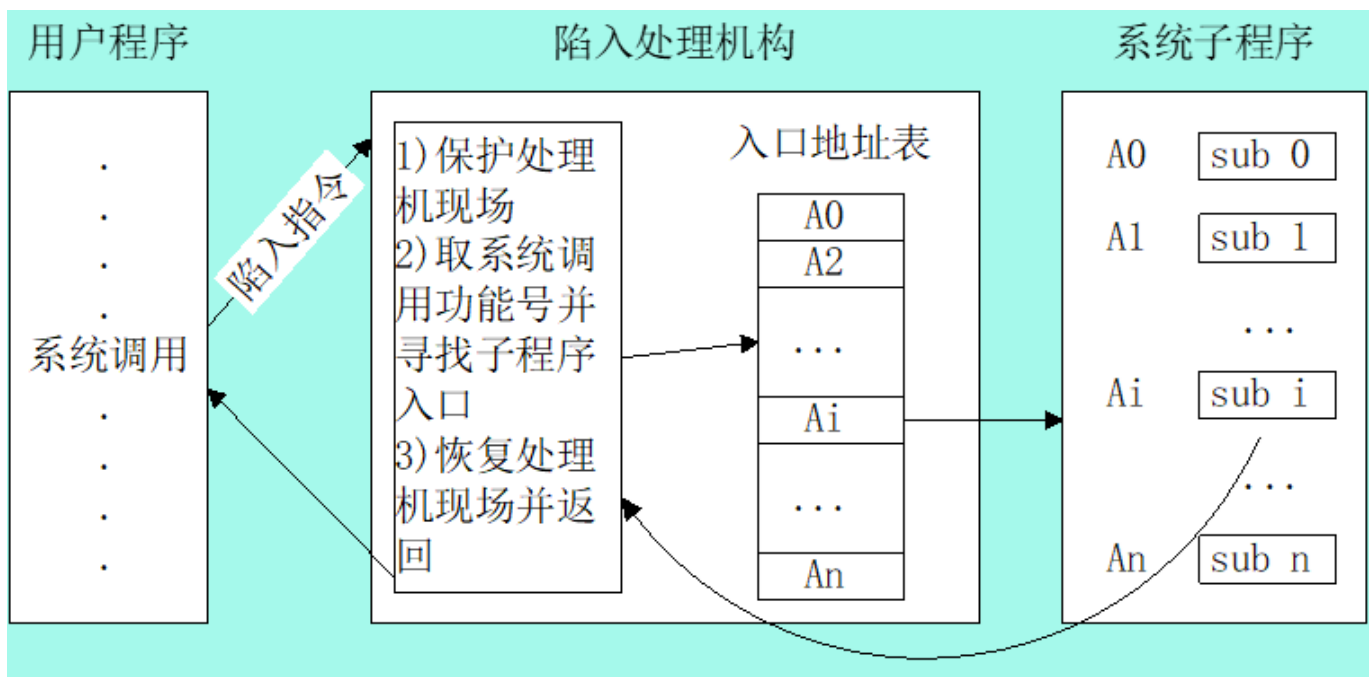 用户程序
陷入处理机构
系统子程序
.
.
.
.
系统调用
.
.
.
.
陷入指令
1)保护处理
机现场
2)取系统调
用功能号并
寻找子程序
入口
3)恢复处理
机现场并返
回
入口地址表
A0
A2
...
Ai
...
An
A0 sub 0
A1 sub 1
...
Ai sub i
...
An sub n